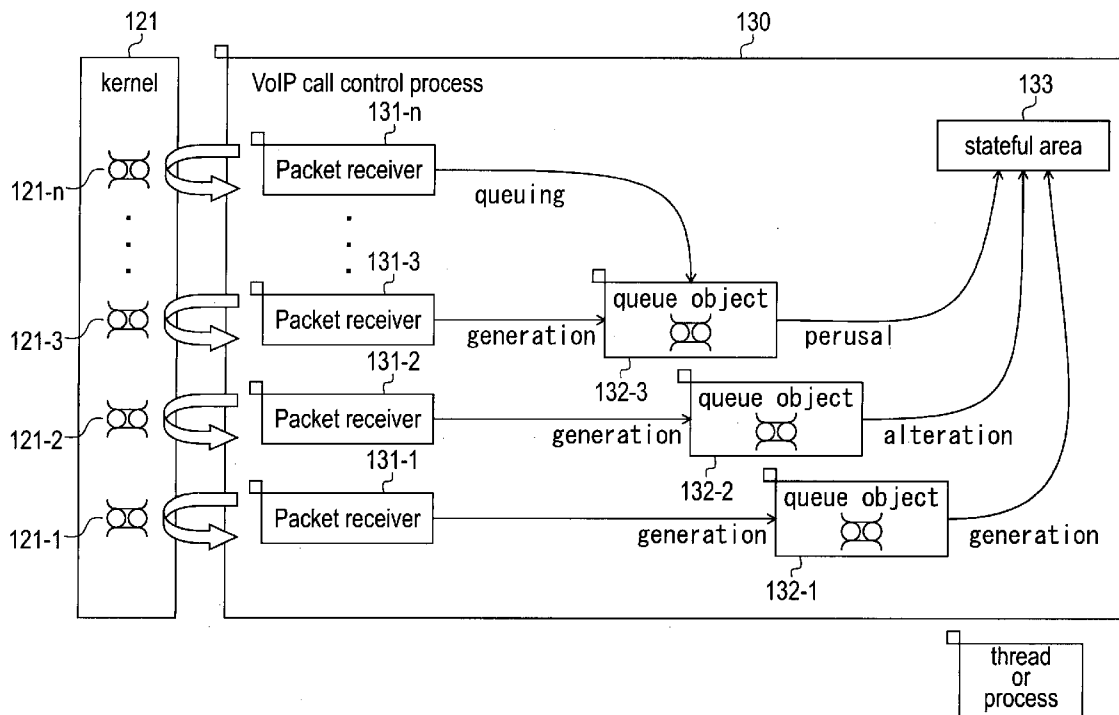 121
130
kernel
VoIP call control process
133
stateful area
131-n
Packet receiver
121-n
queuing
131-3
Packet receiver
queue object
121-3
generation
perusal
132-3
131-2
Packet receiver
queue object
121-2
generation
alteration
132-2
131-1
Packet receiver
queue object
121-1
generation
generation
132-1
thread
or
process